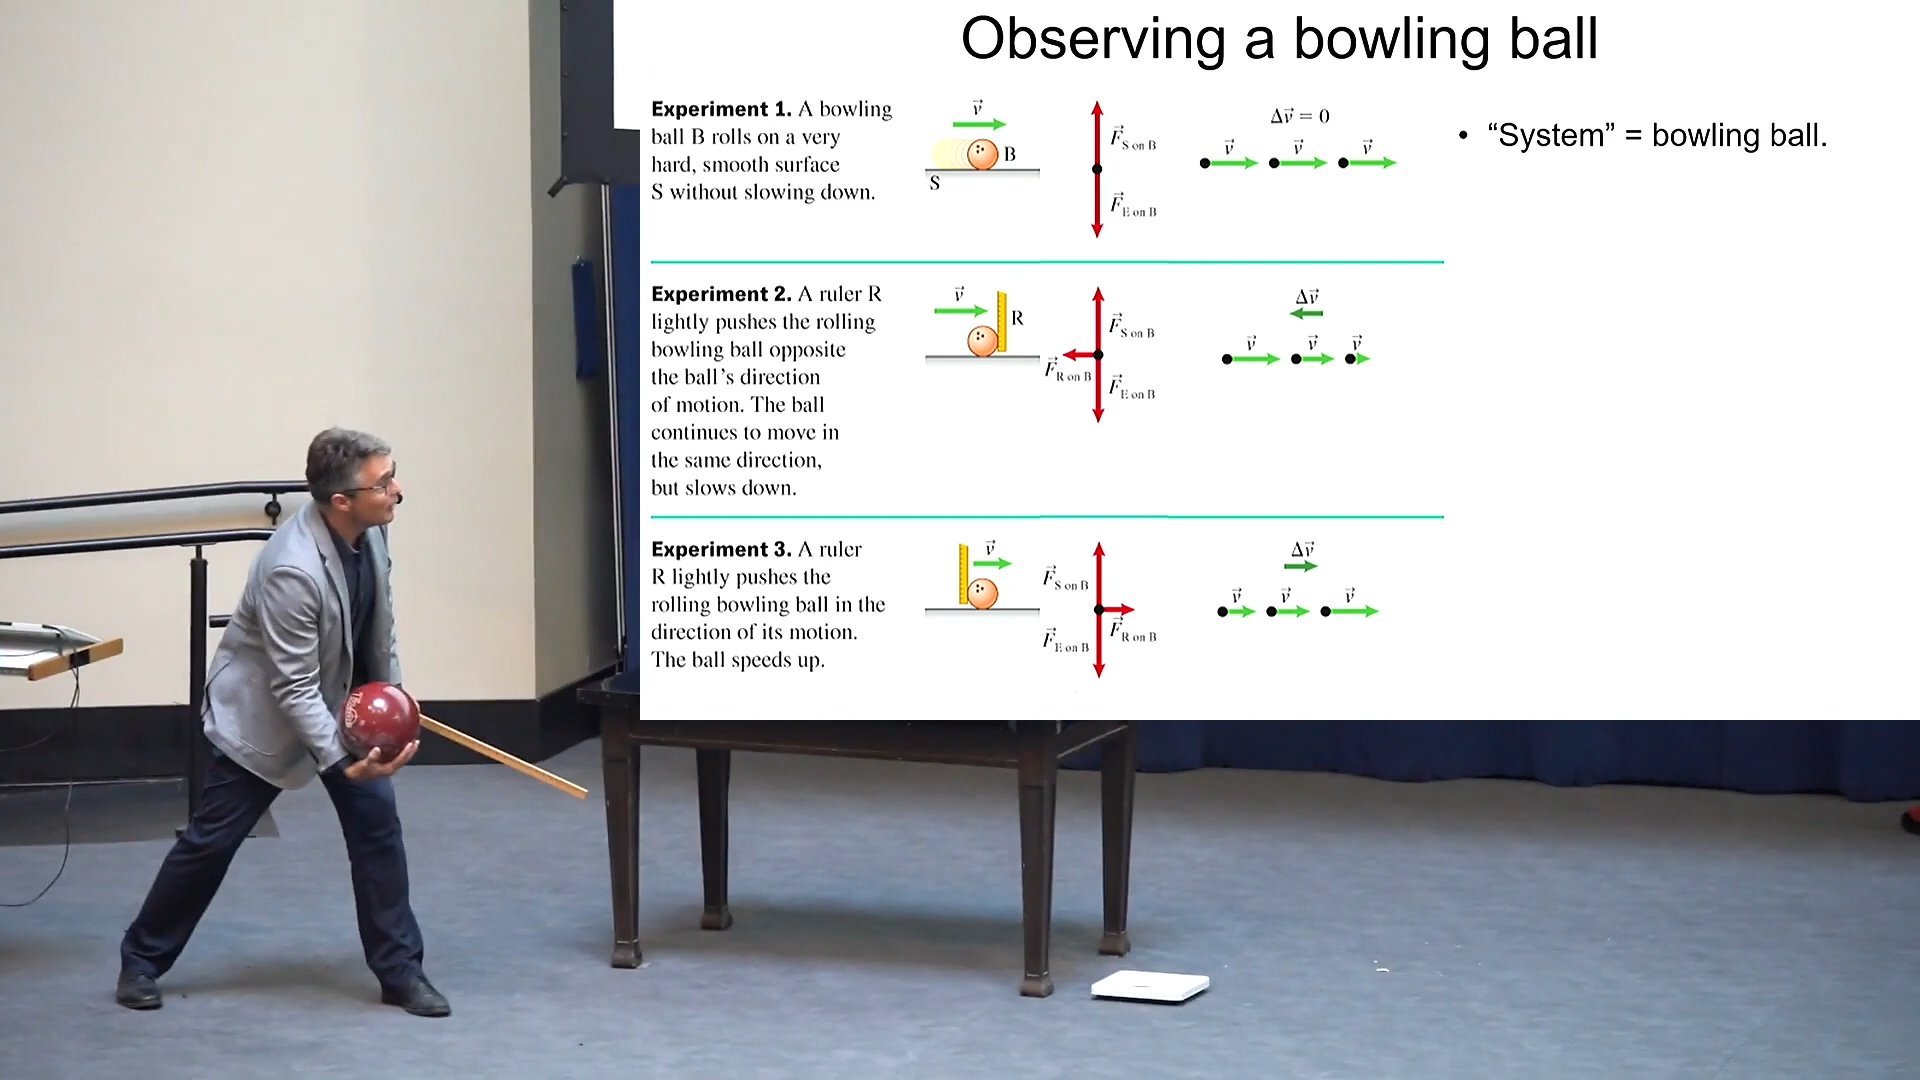 Observing a bowling ball
Experiment 1. A bowling
ball B rolls on a very
hard, smooth surface
S without slowing down.
v⃗
B
S
F⃗ S on B
F⃗ E on B
Δv⃗ = 0
v⃗ v⃗ v⃗
• “System” = bowling ball.
Experiment 2. A ruler R
lightly pushes the rolling
bowling ball opposite
the ball’s direction
of motion. The ball
continues to move in
the same direction,
but slows down.
v⃗
R
F⃗ S on B
F⃗ R on B
F⃗ E on B
Δv⃗
v⃗ v⃗ v⃗
Experiment 3. A ruler
R lightly pushes the
rolling bowling ball in the
direction of its motion.
The ball speeds up.
v⃗
F⃗ S on B
F⃗ R on B
F⃗ E on B
Δv⃗
v⃗ v⃗ v⃗